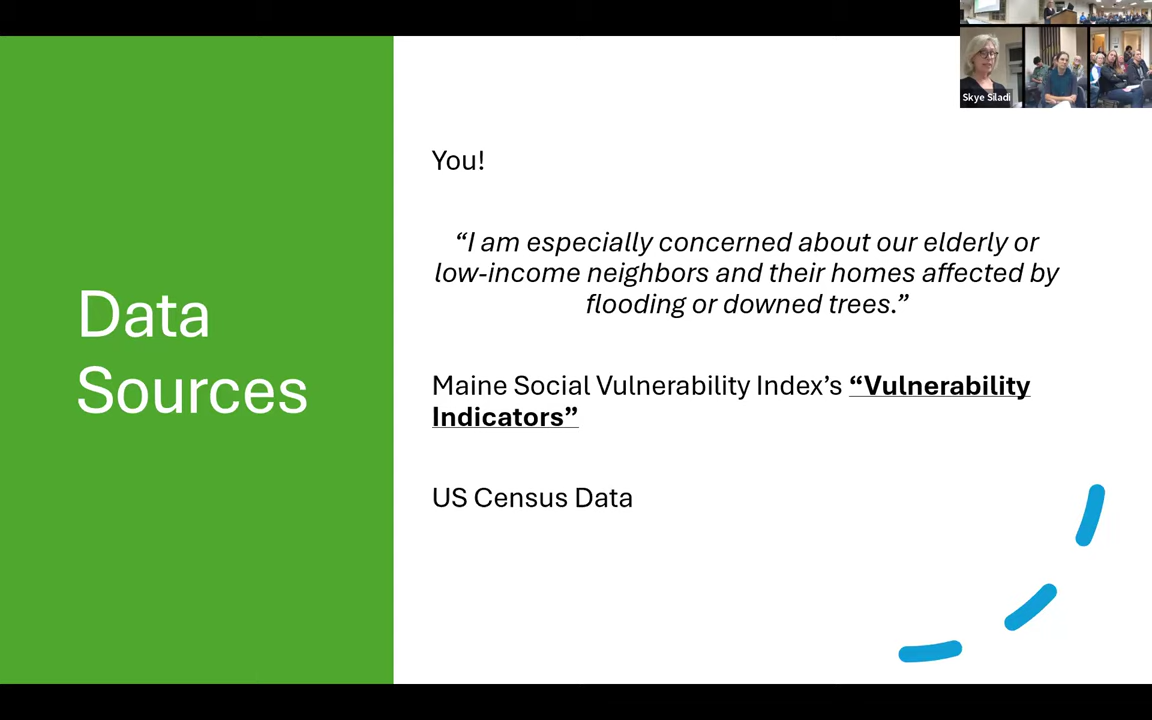 Skye Siladi
Data
Sources
You!
“I am especially concerned about our elderly or
low-income neighbors and their homes affected by
flooding or downed trees.”
Maine Social Vulnerability Index’s “Vulnerability
Indicators”
US Census Data